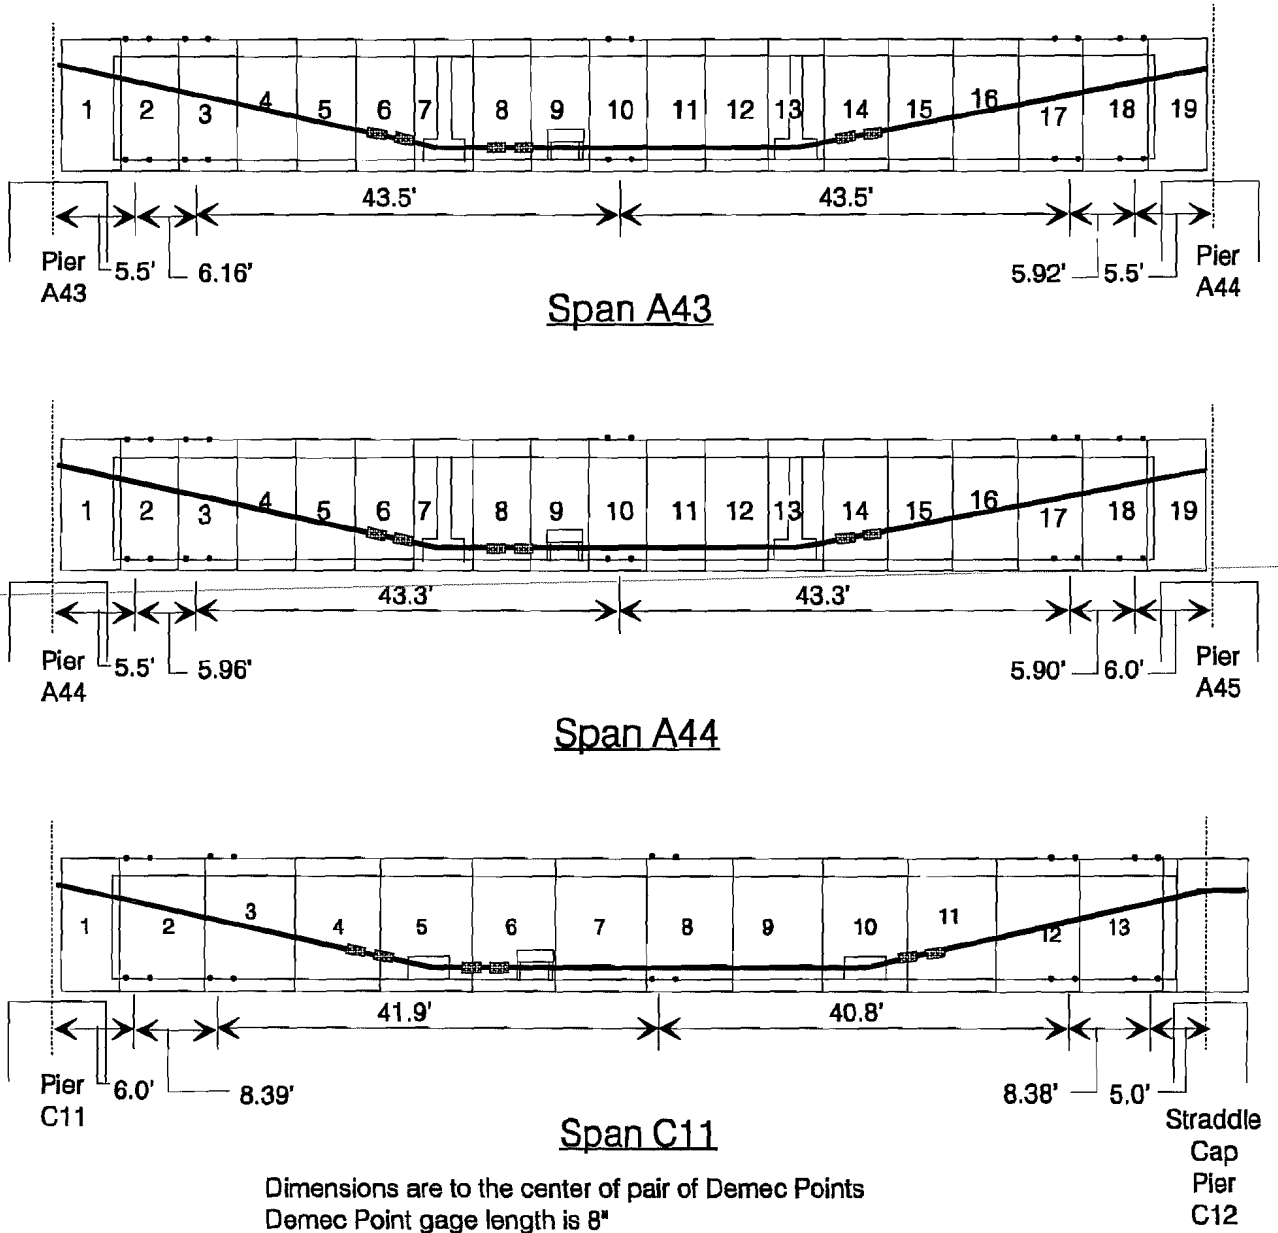 1 2 3 4 5 6 7 8 9 10 11 12 13 14 15 16 17 18 19
43.5' 43.5'
Pier A43 5.5' 6.16' 5.92' 5.5' Pier A44
Span A43
1 2 3 4 5 6 7 8 9 10 11 12 13 14 15 16 17 18 19
43.3' 43.3'
Pier A44 5.5' 5.96' 5.90' 6.0' Pier A45
Span A44
1 2 3 4 5 6 7 8 9 10 11 12 13
41.9' 40.8'
Pier C11 6.0' 8.39' 8.38' 5.0' Straddle Cap Pier C12
Span C11
Dimensions are to the center of pair of Demec Points
Demec Point gage length is 8"